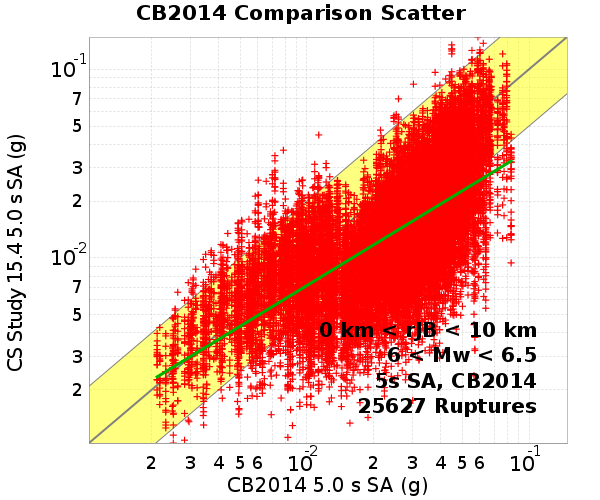 CB2014 Comparison Scatter
10-1
7
5
3
2
10-2
7
5
3
2
CS Study 15.4 5.0 s SA (g)
0 km < rJB < 10 km
6 < Mw < 6.5
5s SA, CB2014
25627 Ruptures
2 3 4 5 6 10-2 2 3 4 5 6 10-1
CB2014 5.0 s SA (g)